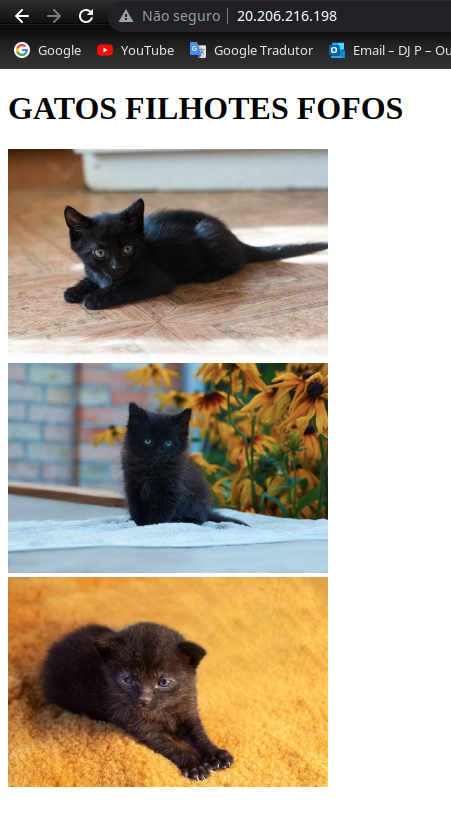 Não seguro | 20.206.216.198
Google YouTube Google Tradutor Email – DJ P – Ou
GATOS FILHOTES FOFOS